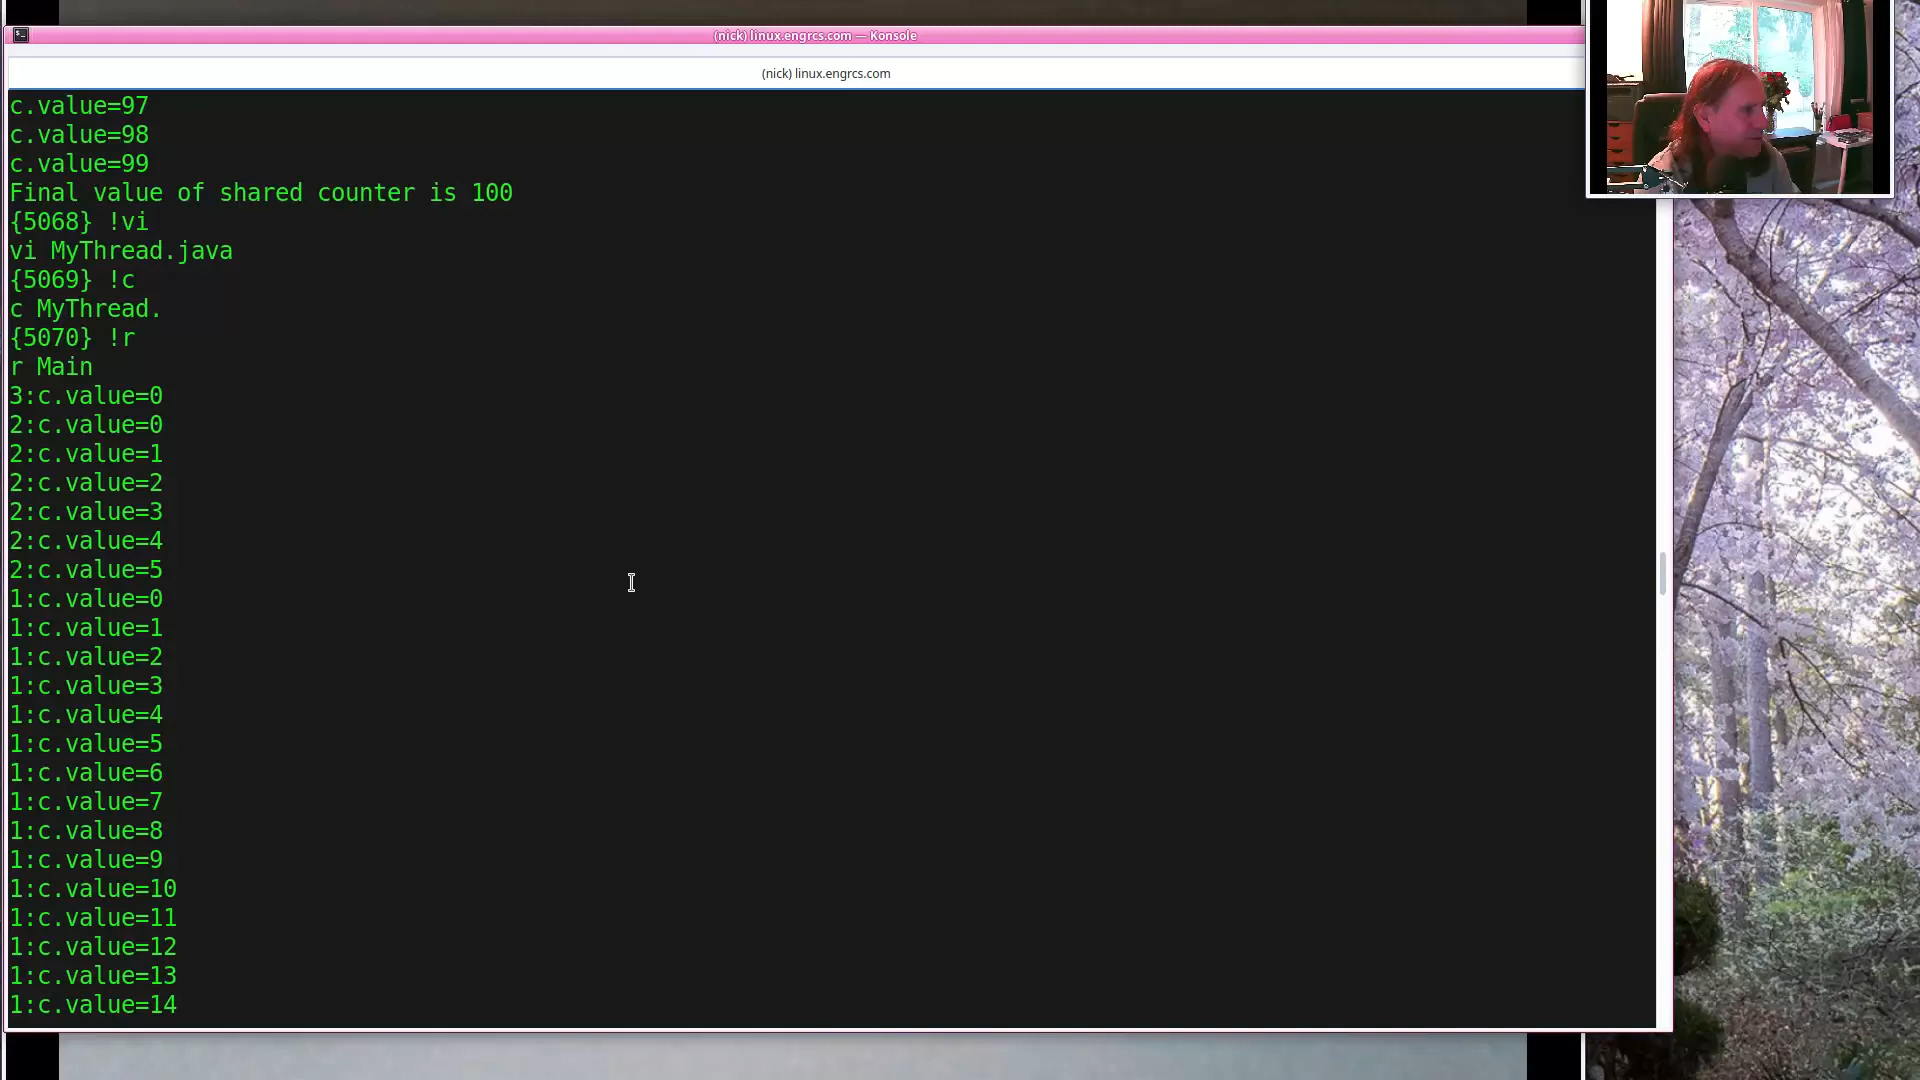 (nick) linux.engrcs.com — Konsole
(nick) linux.engrcs.com
c.value=97
c.value=98
c.value=99
Final value of shared counter is 100
{5068} !vi
vi MyThread.java
{5069} !c
c MyThread.
{5070} !r
r Main
3:c.value=0
2:c.value=0
2:c.value=1
2:c.value=2
2:c.value=3
2:c.value=4
2:c.value=5
1:c.value=0
1:c.value=1
1:c.value=2
1:c.value=3
1:c.value=4
1:c.value=5
1:c.value=6
1:c.value=7
1:c.value=8
1:c.value=9
1:c.value=10
1:c.value=11
1:c.value=12
1:c.value=13
1:c.value=14